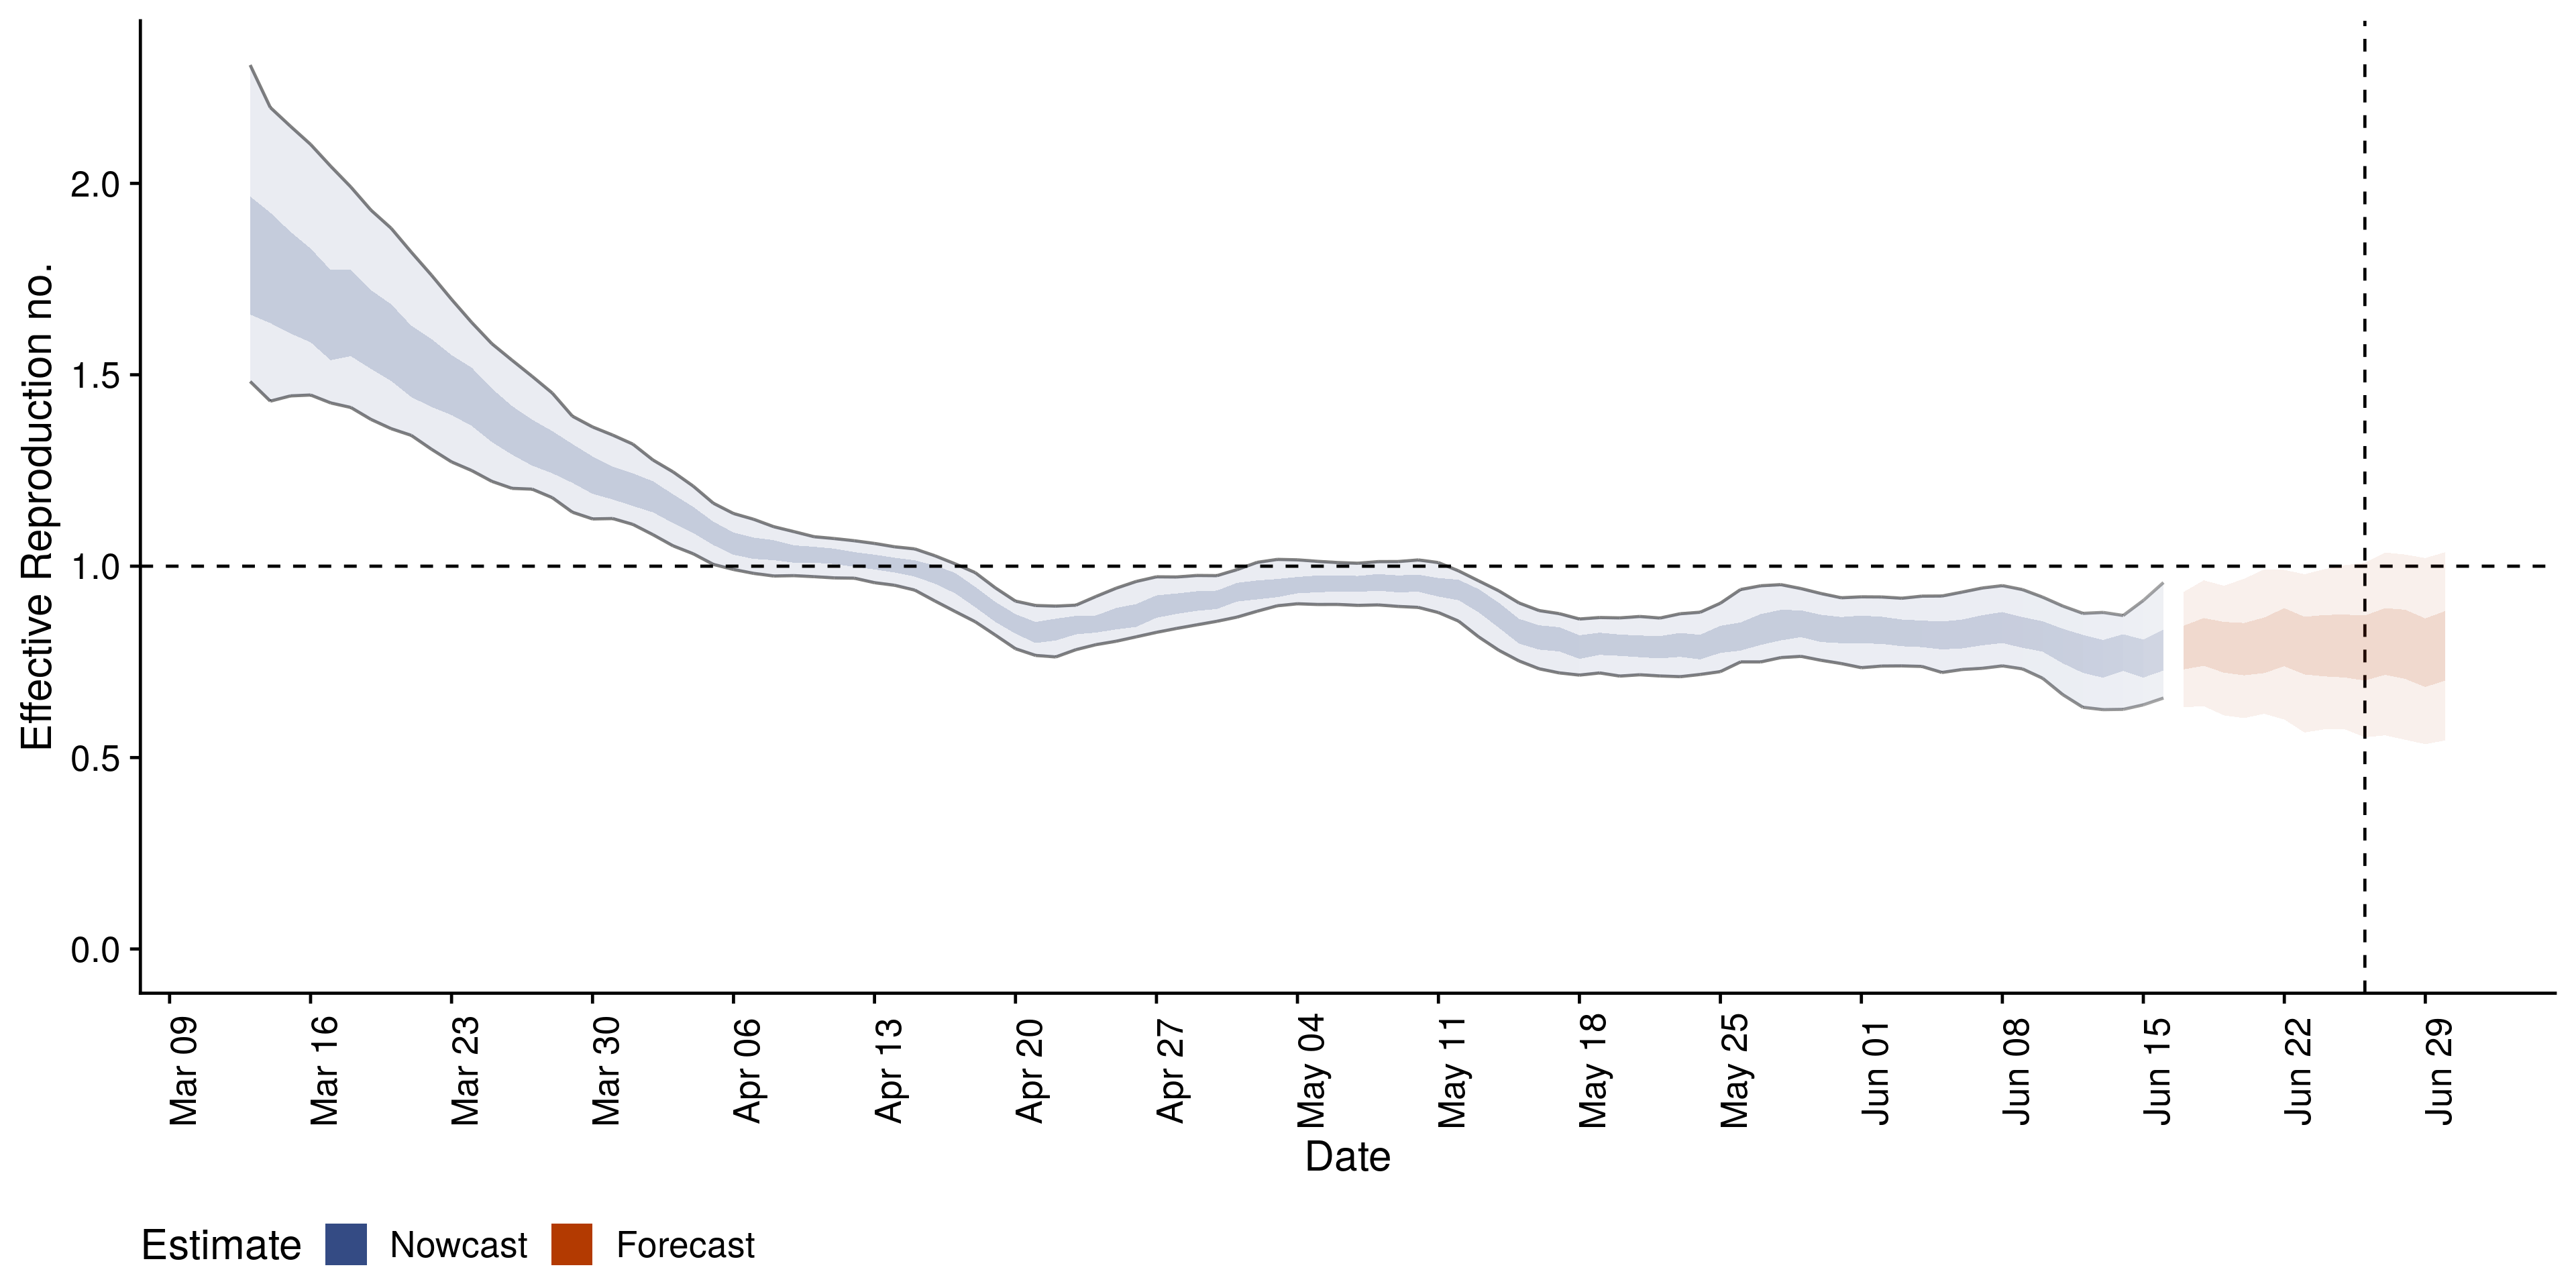 Effective Reproduction no.
2.0
1.5
1.0
0.5
0.0
Mar 09
Mar 16
Mar 23
Mar 30
Apr 06
Apr 13
Apr 20
Apr 27
May 04
May 11
May 18
May 25
Jun 01
Jun 08
Jun 15
Jun 22
Jun 29
Date
Estimate Nowcast Forecast